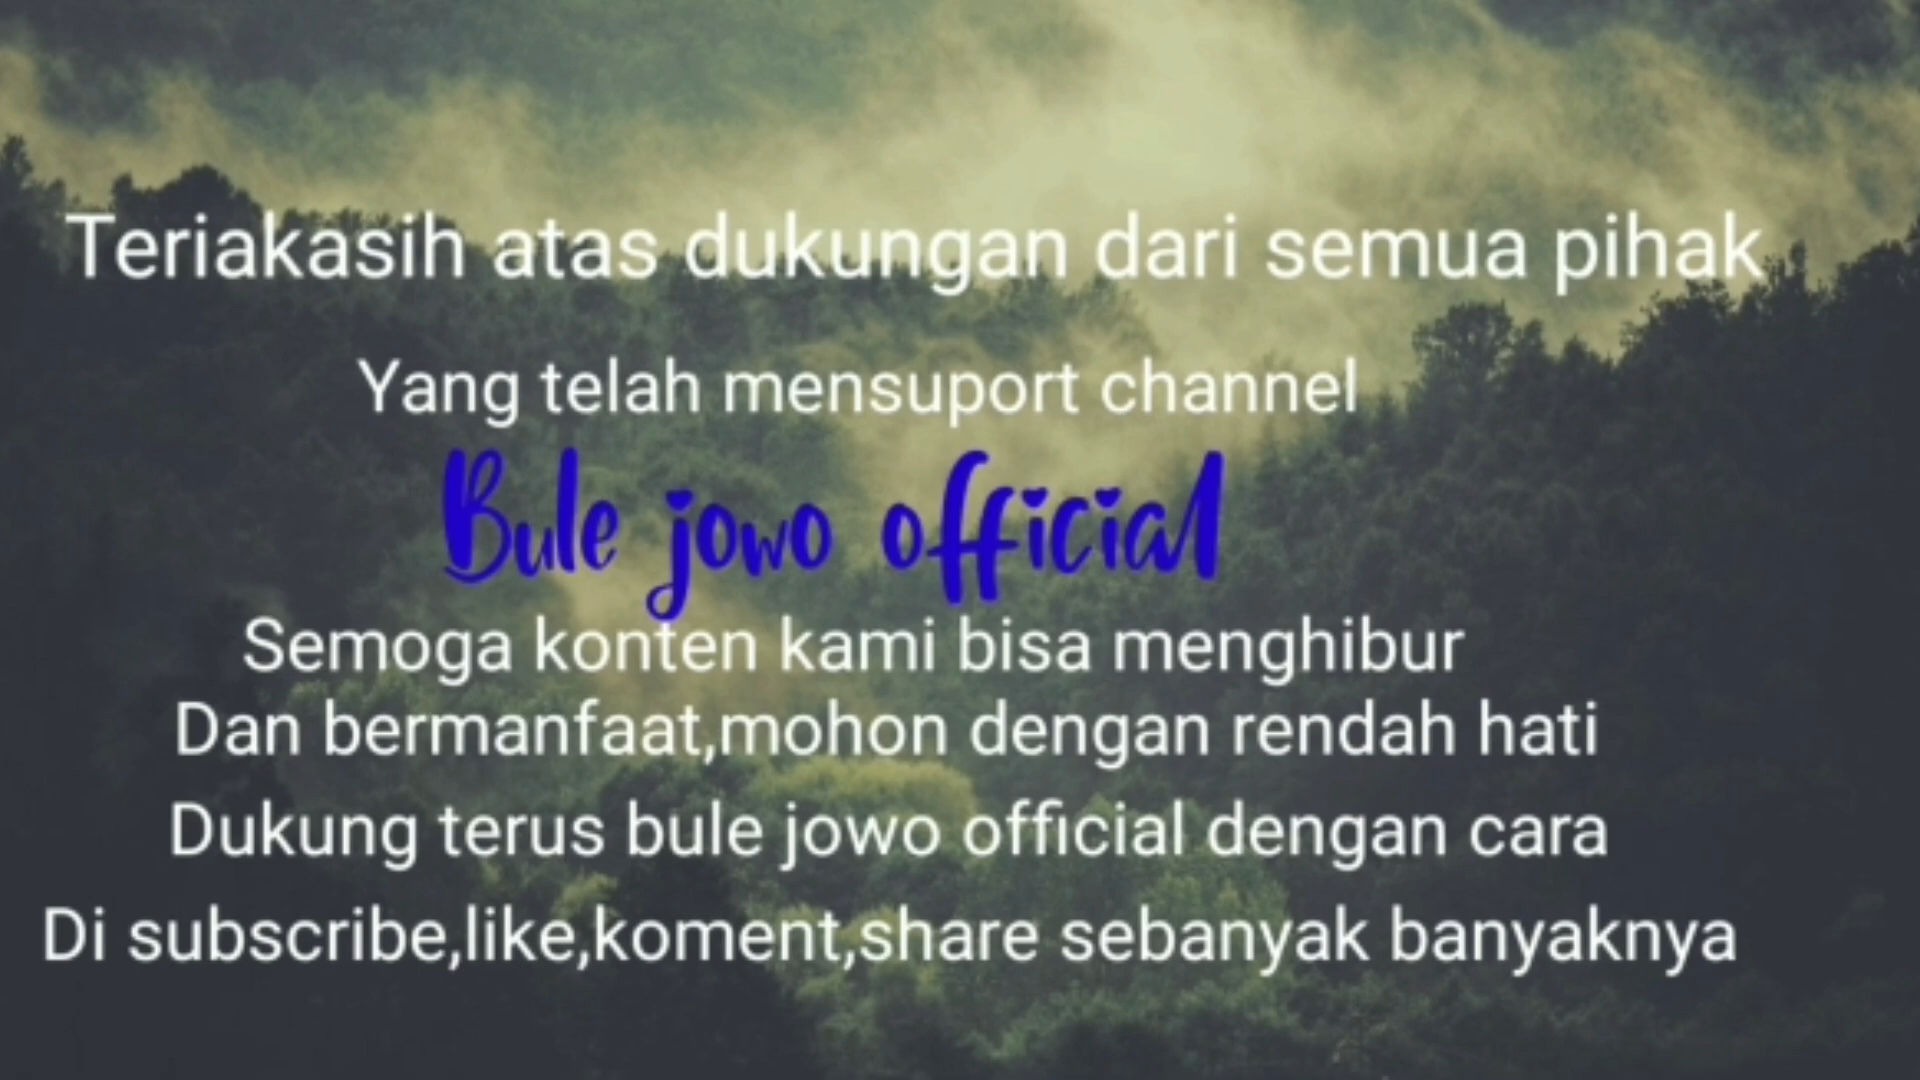 Teriakasih atas dukungan dari semua pihak
Yang telah mensuport channel
Bule jowo official
Semoga konten kami bisa menghibur
Dan bermanfaat,mohon dengan rendah hati
Dukung terus bule jowo official dengan cara
Di subscribe,like,koment,share sebanyak banyaknya